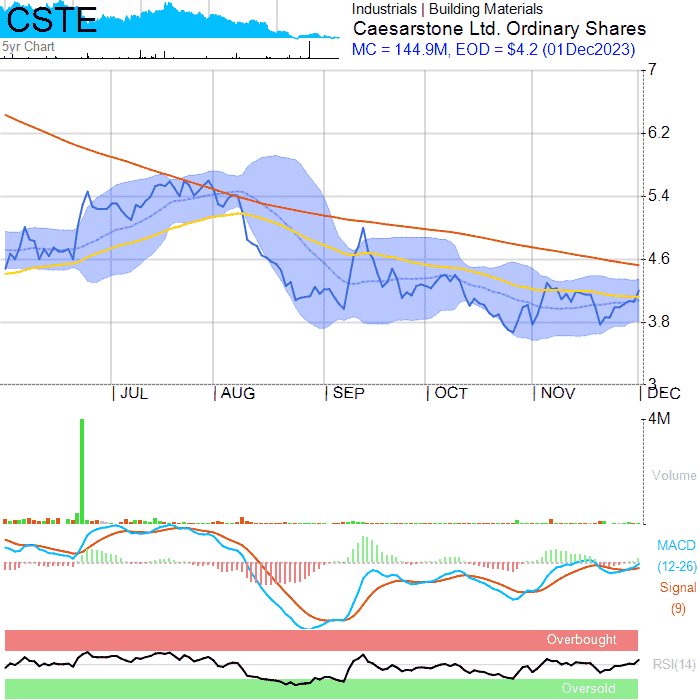 CSTE
5yr Chart
Industrials | Building Materials
Caesarstone Ltd. Ordinary Shares
MC = 144.9M, EOD = $4.2 (01Dec2023)
7
6.2
5.4
4.6
3.8
3
JUL
AUG
SEP
OCT
NOV
DEC
4M
Volume
MACD
(12-26)
Signal
(9)
Overbought
RSI(14)
Oversold